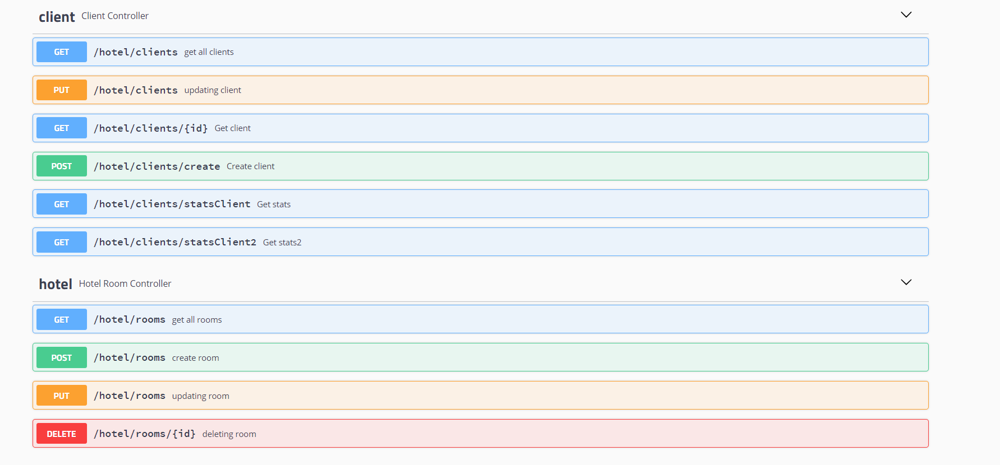 client Client Controller
GET /hotel/clients get all clients
PUT /hotel/clients updating client
GET /hotel/clients/{id} Get client
POST /hotel/clients/create Create client
GET /hotel/clients/statsClient Get stats
GET /hotel/clients/statsClient2 Get stats2
hotel Hotel Room Controller
GET /hotel/rooms get all rooms
POST /hotel/rooms create room
PUT /hotel/rooms updating room
DELETE /hotel/rooms/{id} deleting room